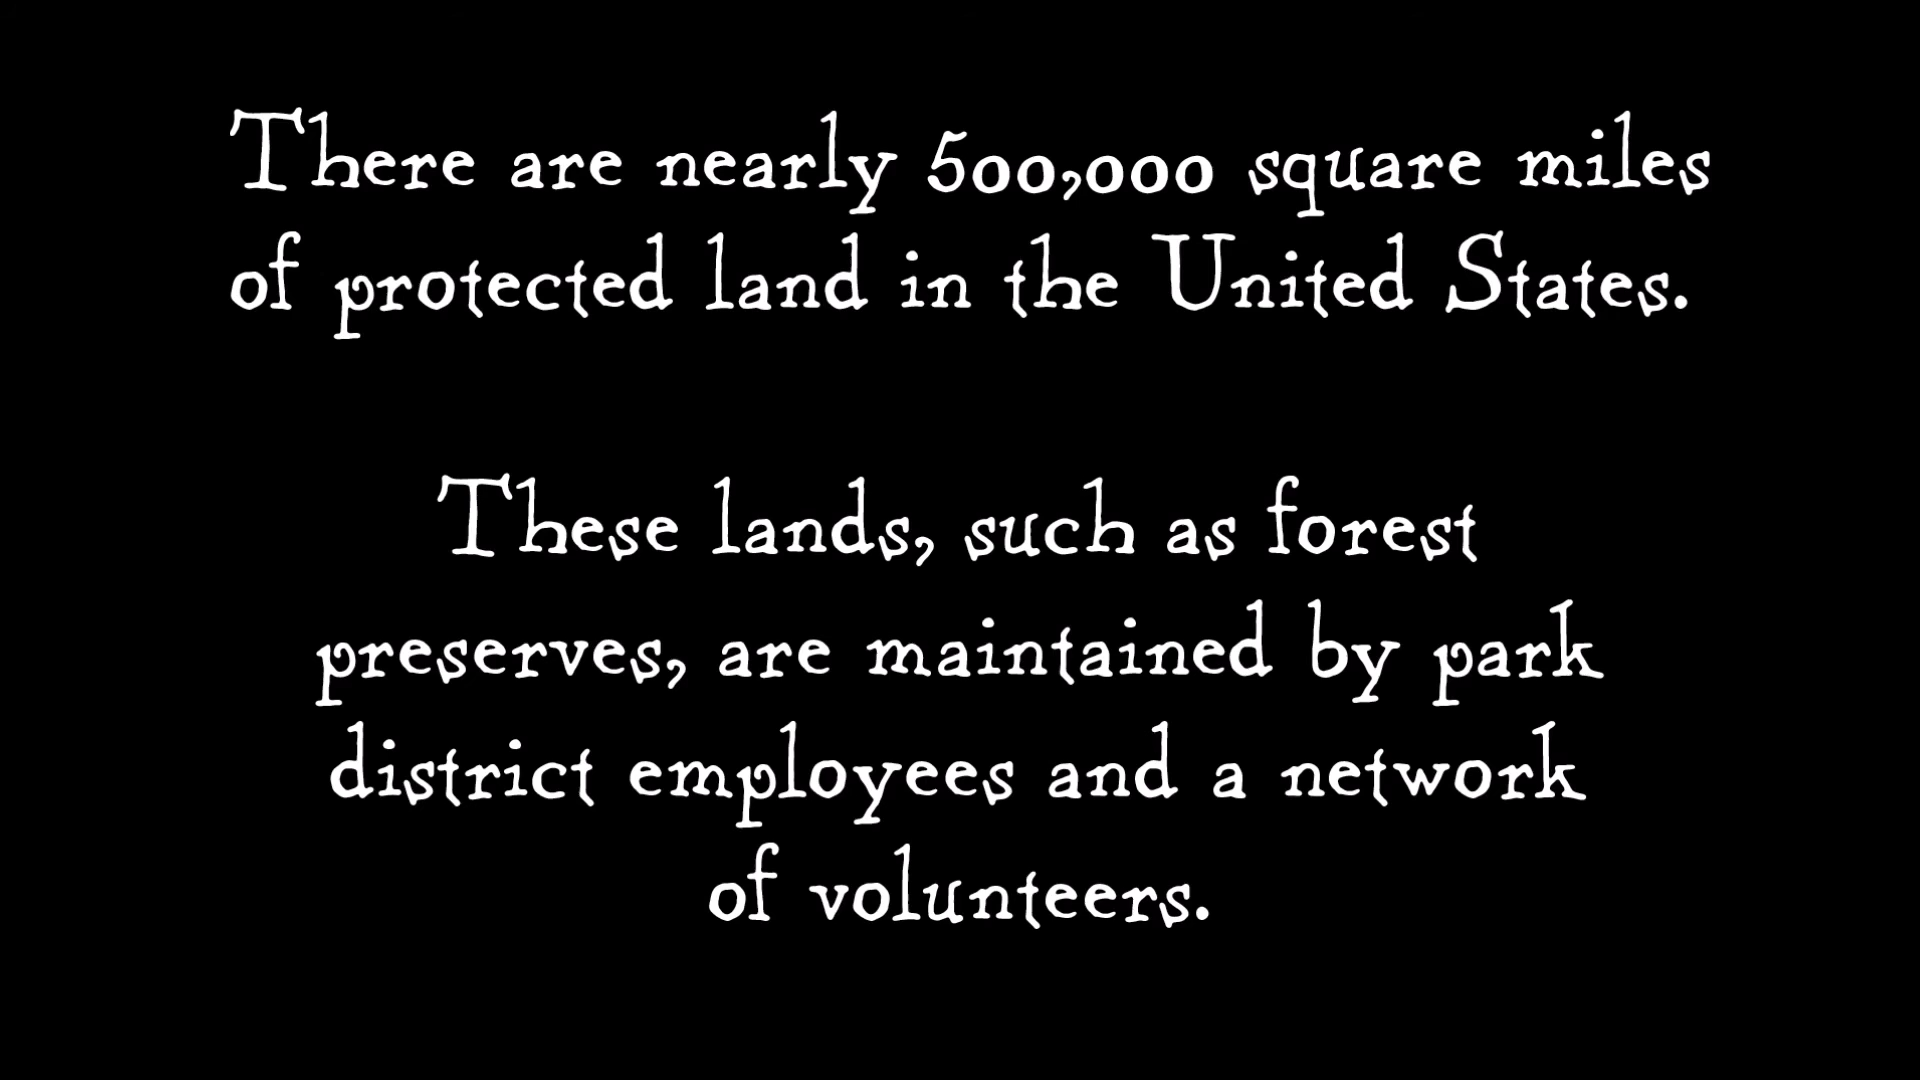 There are nearly 500,000 square miles
of protected land in the United States.
These lands, such as forest
preserves, are maintained by park
district employees and a network
of volunteers.